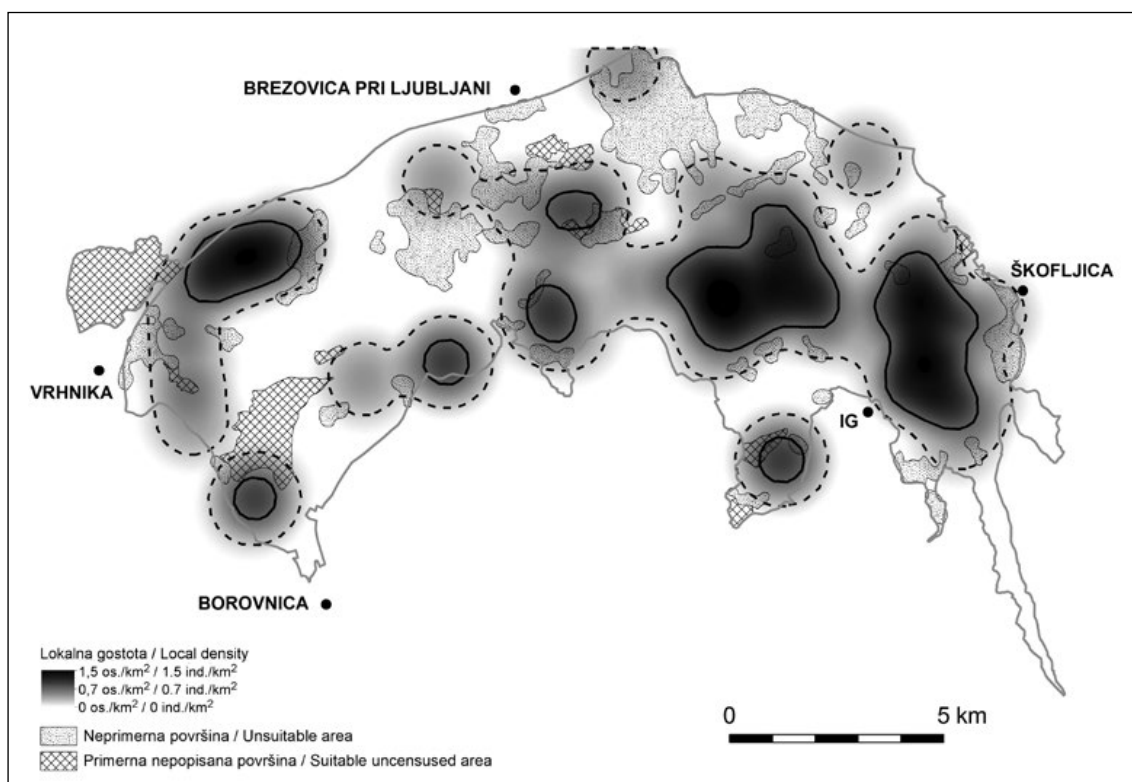 BREZOVICA PRI LJUBLJANI
ŠKOFLJICA
VRHNIKA
IG
BOROVNICA
Lokalna gostota / Local density
1,5 os./km² / 1.5 ind./km²
0,7 os./km² / 0.7 ind./km²
0 os./km² / 0 ind./km²
0 5 km
Neprimerna površina / Unsuitable area
Primerna nepopisana površina / Suitable uncensused area